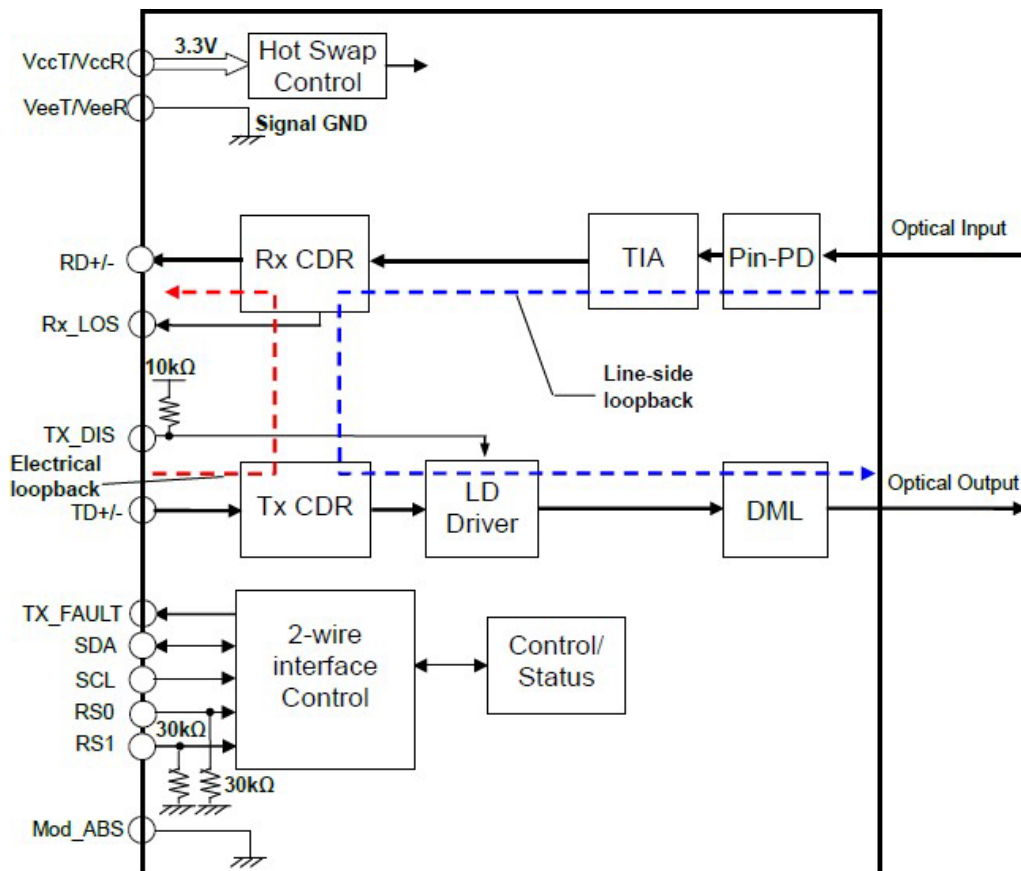 VccT/VccR
3.3V
Hot Swap
Control
VeeT/VeeR
Signal GND
Optical Input
RD+/-
Rx CDR
TIA
Pin-PD
Rx_LOS
10kΩ
Line-side
loopback
TX_DIS
Electrical
loopback
TD+/-
Tx CDR
LD
Driver
DML
Optical Output
TX_FAULT
SDA
SCL
RS0
RS1
2-wire
interface
Control
Control/
Status
30kΩ
30kΩ
Mod_ABS